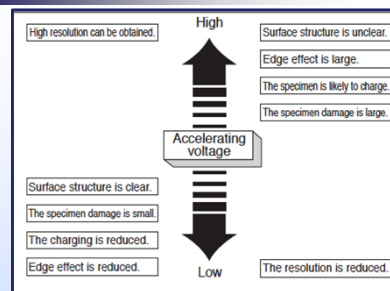 High
High resolution can be obtained.
Surface structure is unclear.
Edge effect is large.
The specimen is likely to charge.
The specimen damage is large.
Accelerating
voltage
Surface structure is clear.
The specimen damage is small.
The charging is reduced.
Edge effect is reduced.
Low
The resolution is reduced.